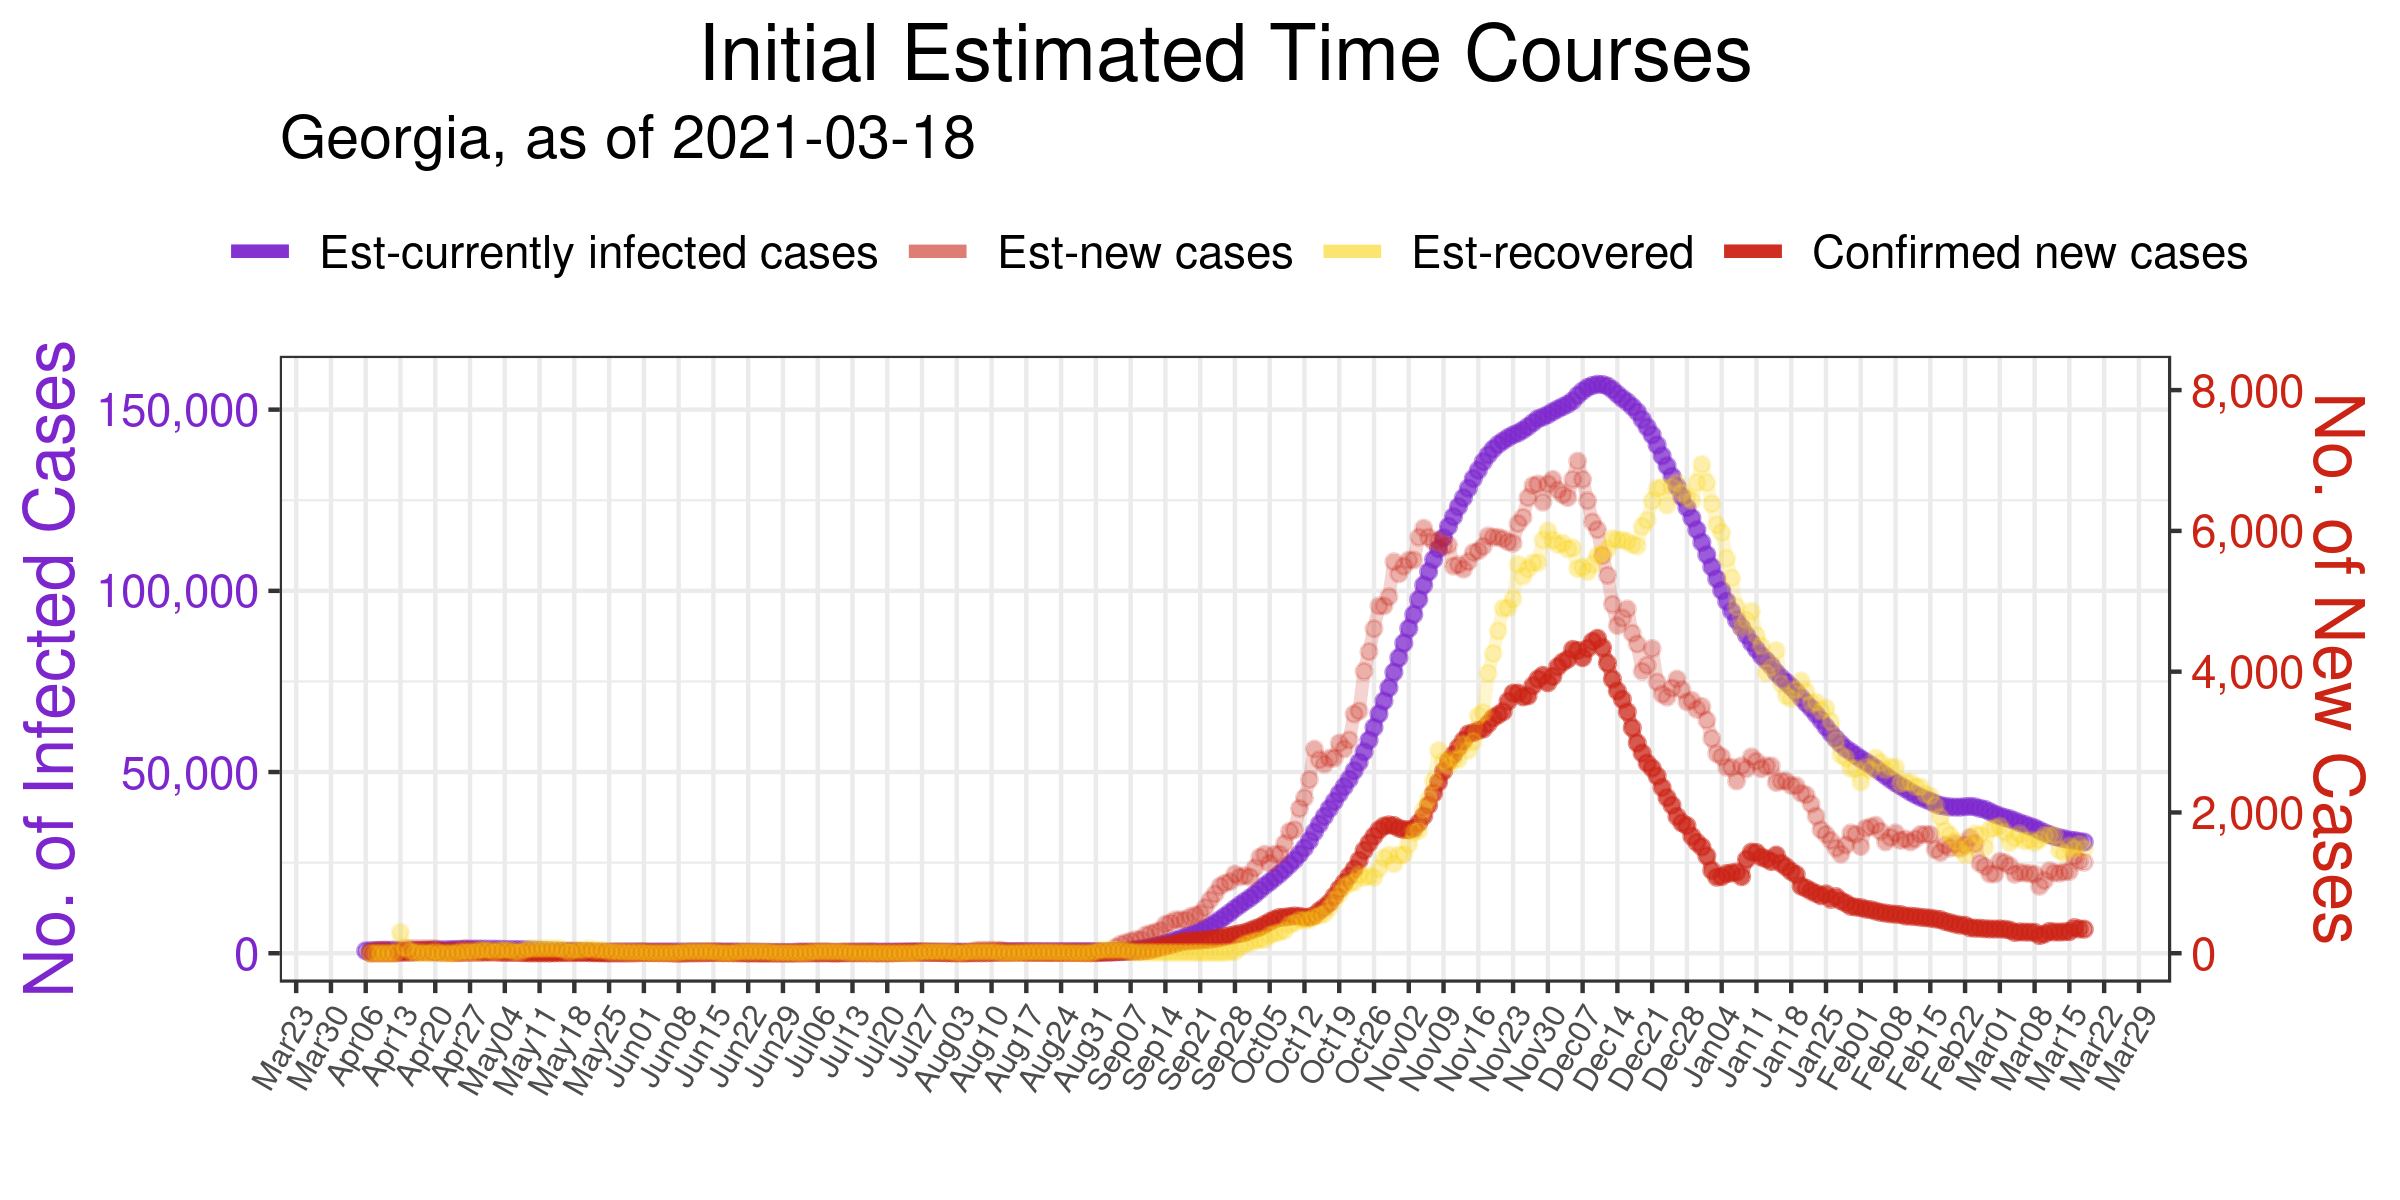 Initial Estimated Time Courses
Georgia, as of 2021-03-18
Est-currently infected cases Est-new cases Est-recovered Confirmed new cases
No. of Infected Cases
150,000
100,000
50,000
0
8,000
6,000
4,000
2,000
0
No. of New Cases
Mar23 Mar30 Apr06 Apr13 Apr20 Apr27 May04 May11 May18 May25 Jun01 Jun08 Jun15 Jun22 Jun29 Jul06 Jul13 Jul20 Jul27 Aug03 Aug10 Aug17 Aug24 Aug31 Sep07 Sep14 Sep21 Sep28 Oct05 Oct12 Oct19 Oct26 Nov02 Nov09 Nov16 Nov23 Nov30 Dec07 Dec14 Dec21 Dec28 Jan04 Jan11 Jan18 Jan25 Feb01 Feb08 Feb15 Feb22 Mar01 Mar08 Mar15 Mar22 Mar29